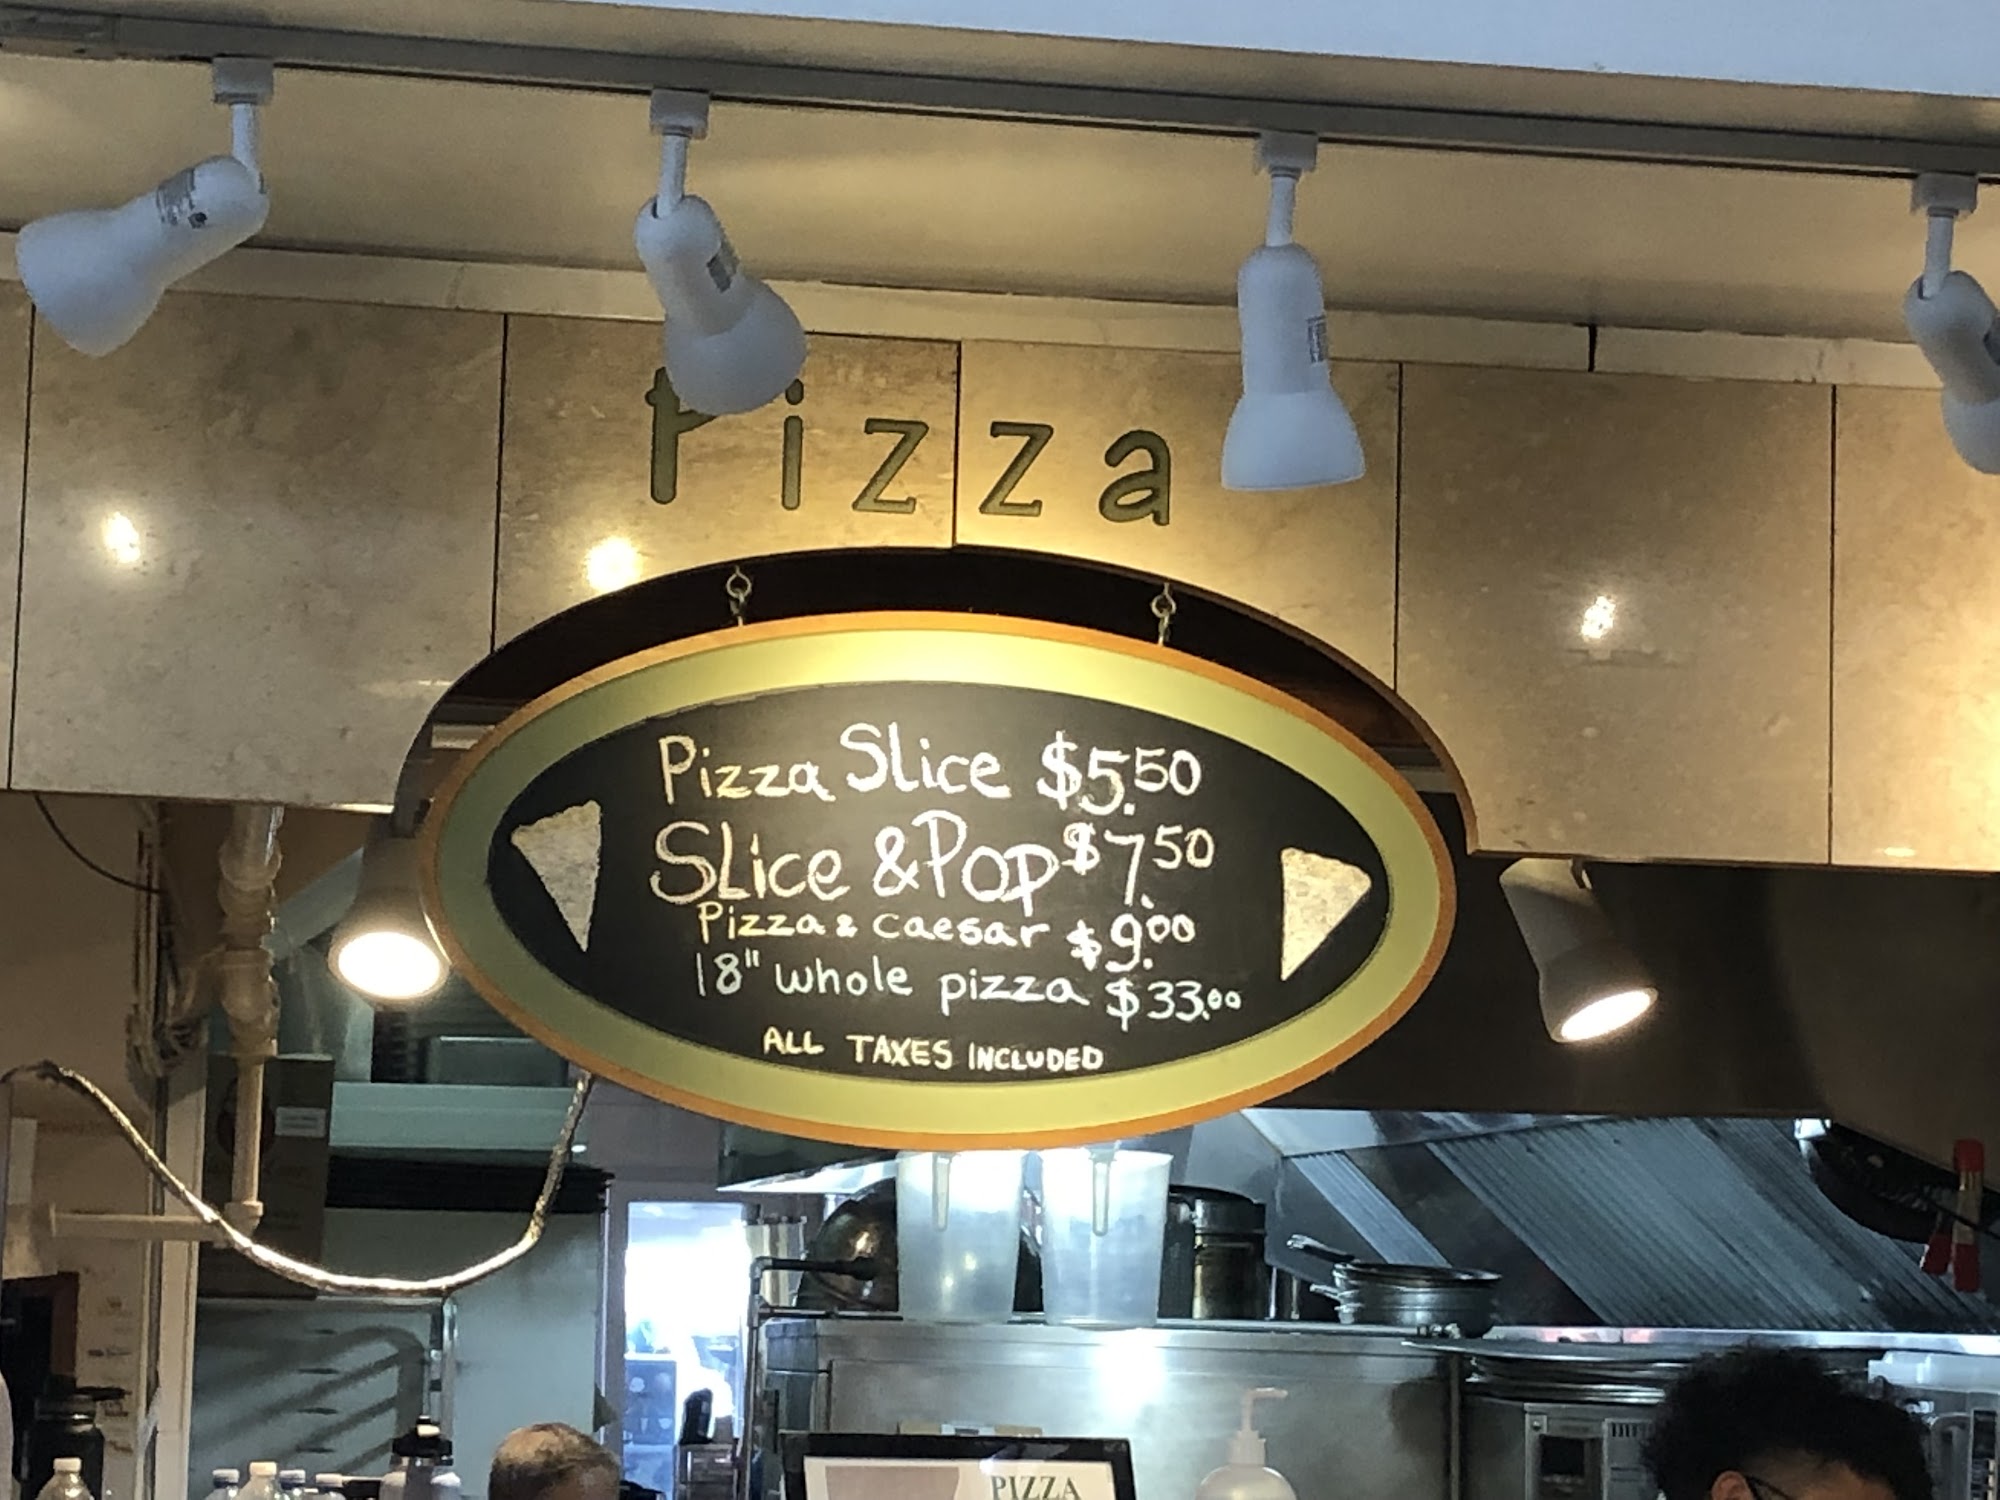 Pizza
Pizza Slice $5.50
SLice & Pop $7.50
Pizza & caesar $9.00
18" whole pizza $33.00
ALL TAXES INCLUDED
PIZZA